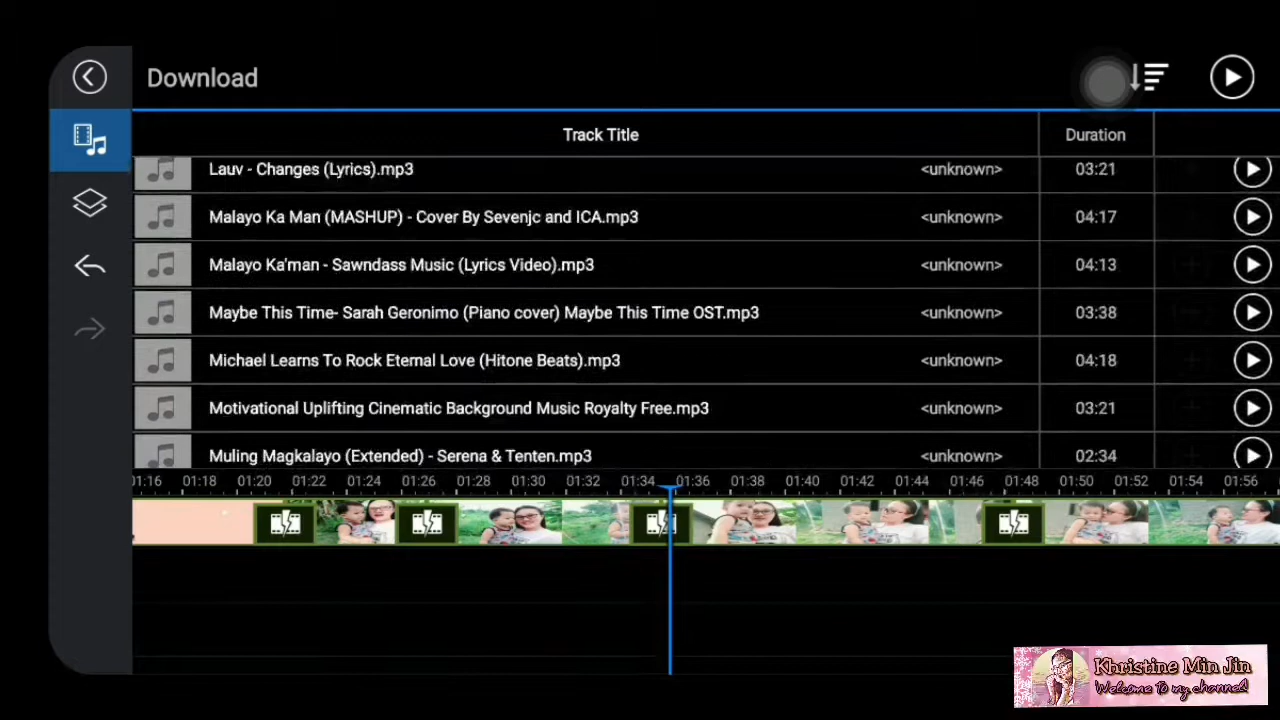 Download
Track Title Duration
Lauv - Changes (Lyrics).mp3 <unknown> 03:21
Malayo Ka Man (MASHUP) - Cover By Sevenjc and ICA.mp3 <unknown> 04:17
Malayo Ka'man - Sawndass Music (Lyrics Video).mp3 <unknown> 04:13
Maybe This Time- Sarah Geronimo (Piano cover) Maybe This Time OST.mp3 <unknown> 03:38
Michael Learns To Rock Eternal Love (Hitone Beats).mp3 <unknown> 04:18
Motivational Uplifting Cinematic Background Music Royalty Free.mp3 <unknown> 03:21
Muling Magkalayo (Extended) - Serena & Tenten.mp3 <unknown> 02:34
01:16 01:18 01:20 01:22 01:24 01:26 01:28 01:30 01:32 01:34 01:36 01:38 01:40 01:42 01:44 01:46 01:48 01:50 01:52 01:54 01:56
Khristine Min Jin
Welcome To my channel